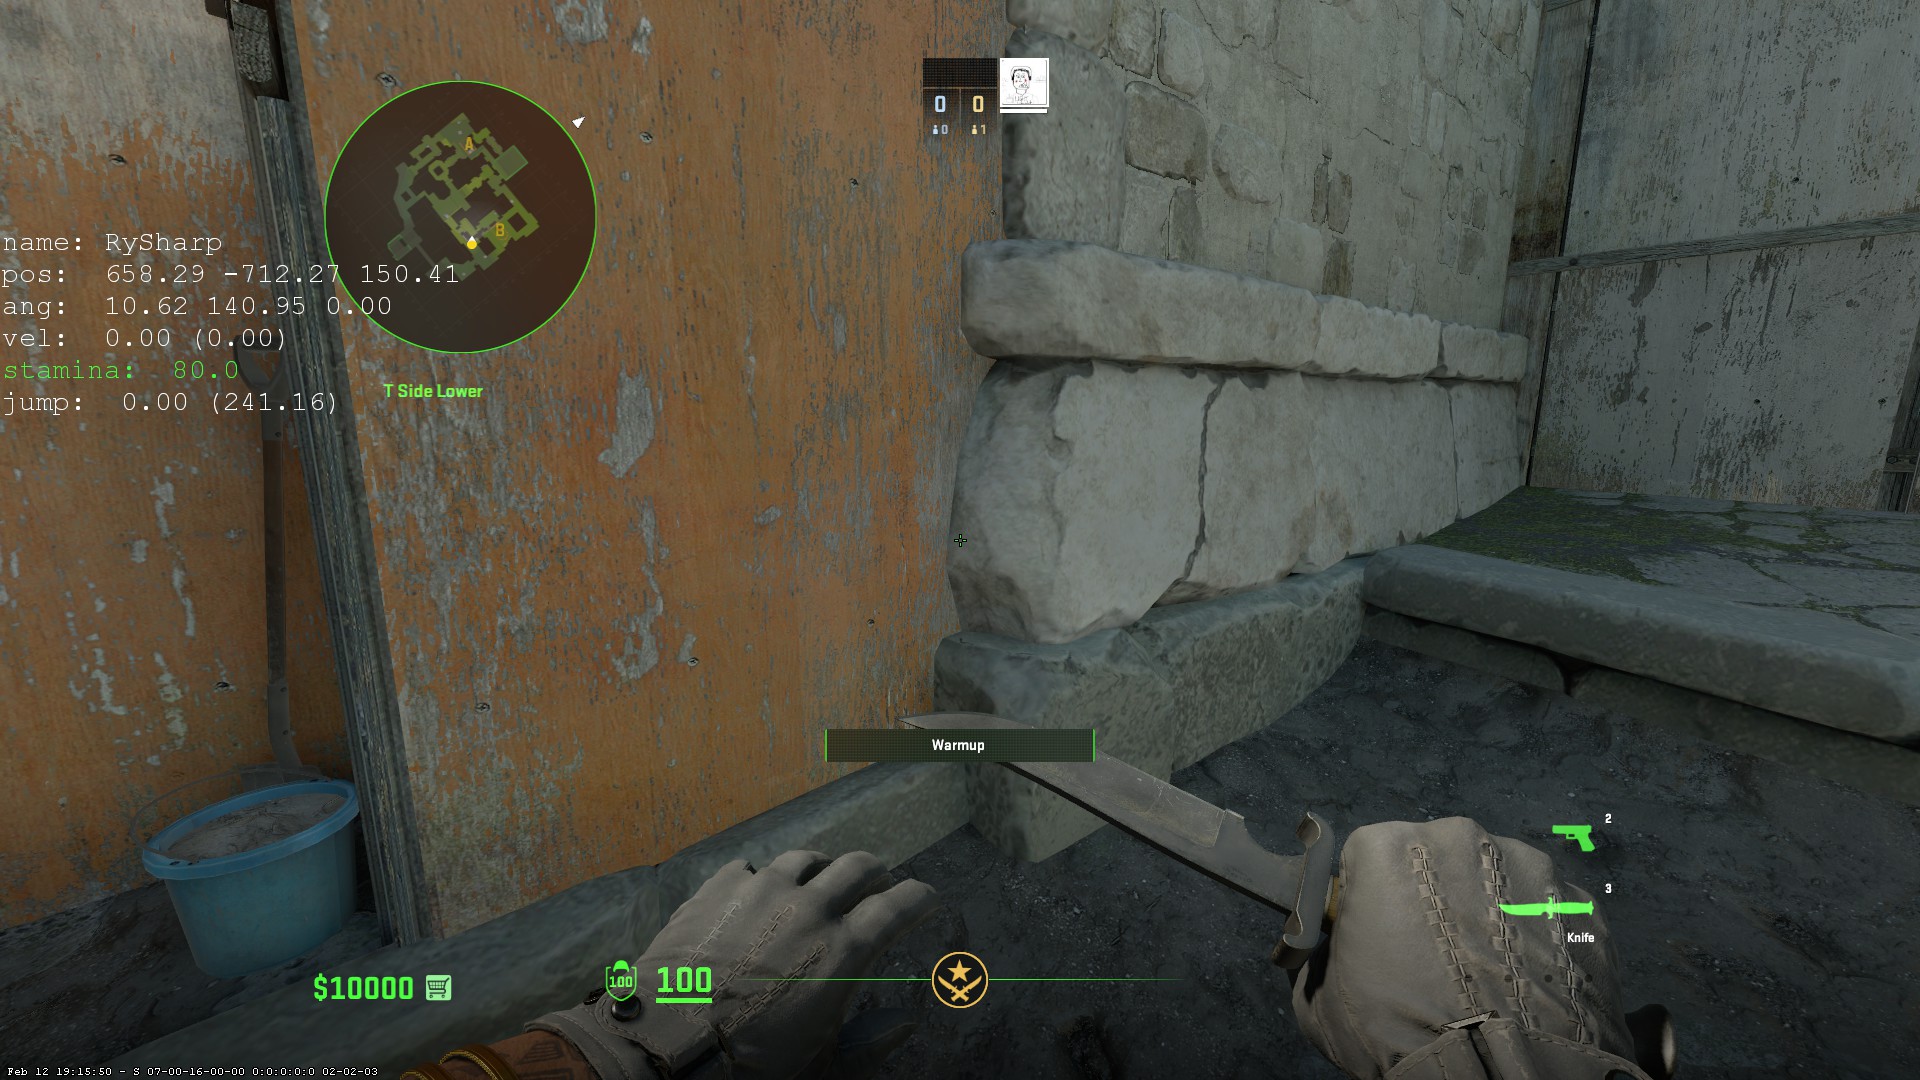 0 0
0 1
A
B
name: RySharp
pos: 658.29 -712.27 150.41
ang: 10.62 140.95 0.00
vel: 0.00 (0.00)
stamina: 80.0
jump: 0.00 (241.16)
T Side Lower
Warmup
2
3
Knife
$10000
100
100
Feb 12 19:15:50 - S 07-00-16-00-00 0:0:0:0:0 02-02-03